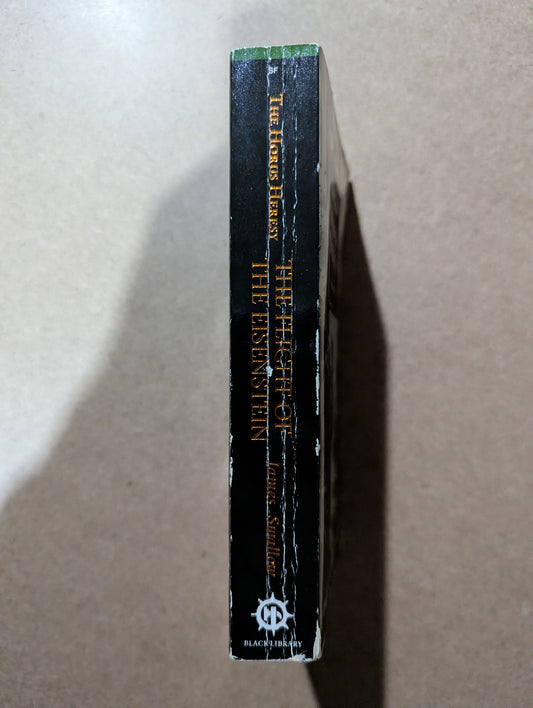 SF
THE HORUS HERESY
THE FLIGHT OF
THE EISENSTEIN
James Swallow
BLACK LIBRARY